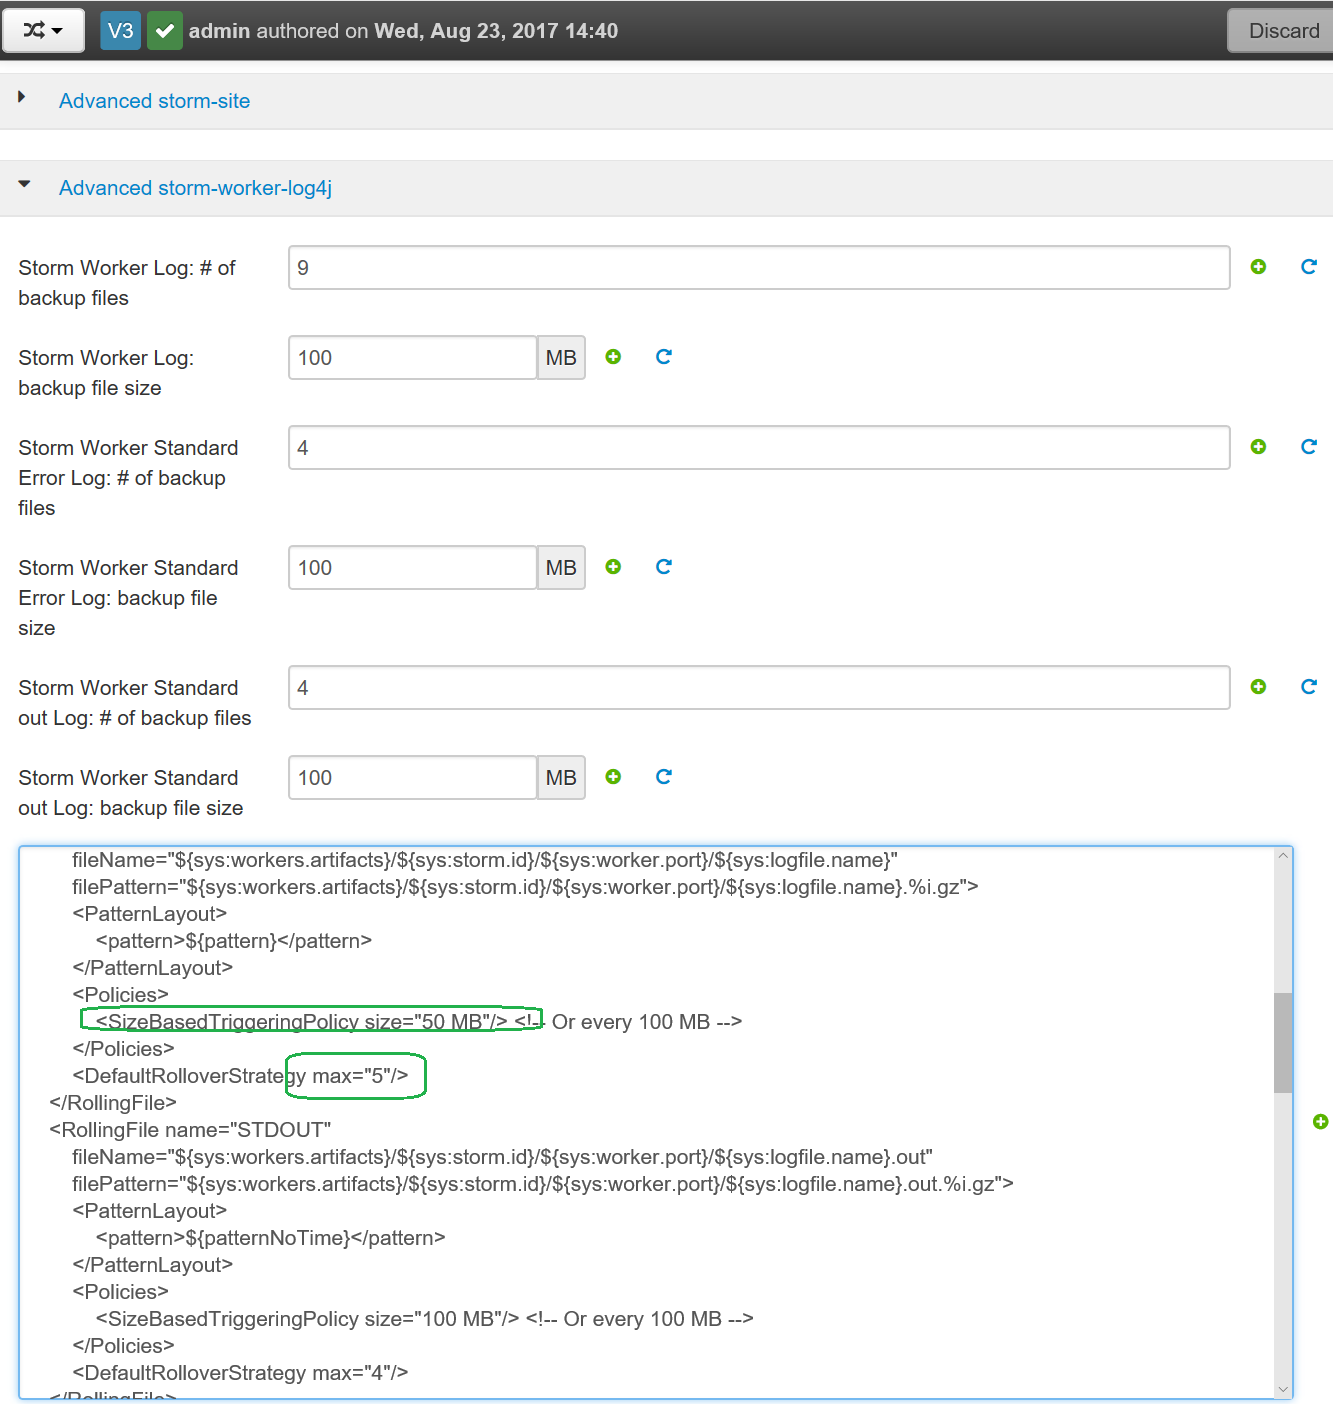 V3 admin authored on Wed, Aug 23, 2017 14:40 Discard
Advanced storm-site
Advanced storm-worker-log4j
Storm Worker Log: # of
backup files
9
Storm Worker Log:
backup file size
100 MB
Storm Worker Standard
Error Log: # of backup
files
4
Storm Worker Standard
Error Log: backup file
size
100 MB
Storm Worker Standard
out Log: # of backup files
4
Storm Worker Standard
out Log: backup file size
100 MB
fileName="${sys:workers.artifacts}/${sys:storm.id}/${sys:worker.port}/${sys:logfile.name}"
filePattern="${sys:workers.artifacts}/${sys:storm.id}/${sys:worker.port}/${sys:logfile.name}.%i.gz">
<PatternLayout>
<pattern>${pattern}</pattern>
</PatternLayout>
<Policies>
<SizeBasedTriggeringPolicy size="50 MB"/> <!-- Or every 100 MB -->
</Policies>
<DefaultRolloverStrategy max="5"/>
</RollingFile>
<RollingFile name="STDOUT"
fileName="${sys:workers.artifacts}/${sys:storm.id}/${sys:worker.port}/${sys:logfile.name}.out"
filePattern="${sys:workers.artifacts}/${sys:storm.id}/${sys:worker.port}/${sys:logfile.name}.out.%i.gz">
<PatternLayout>
<pattern>${patternNoTime}</pattern>
</PatternLayout>
<Policies>
<SizeBasedTriggeringPolicy size="100 MB"/> <!-- Or every 100 MB -->
</Policies>
<DefaultRolloverStrategy max="4"/>
</RollingFile>